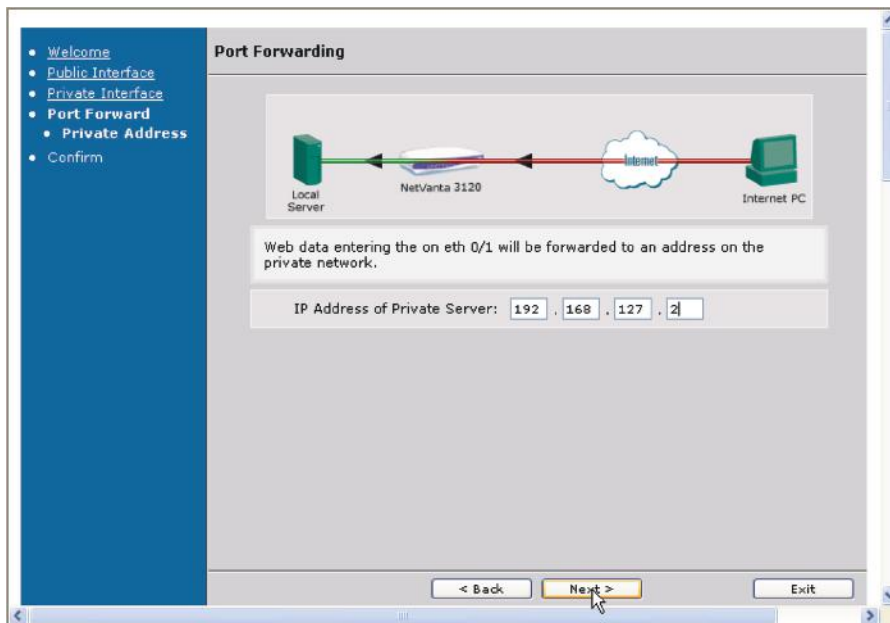 Welcome
Public Interface
Private Interface
Port Forward
Private Address
Confirm
Port Forwarding
Local
Server
NetVanta 3120
Internet
Internet PC
Web data entering the on eth 0/1 will be forwarded to an address on the
private network.
IP Address of Private Server: 192 . 168 . 127 . 2
< Back Next > Exit